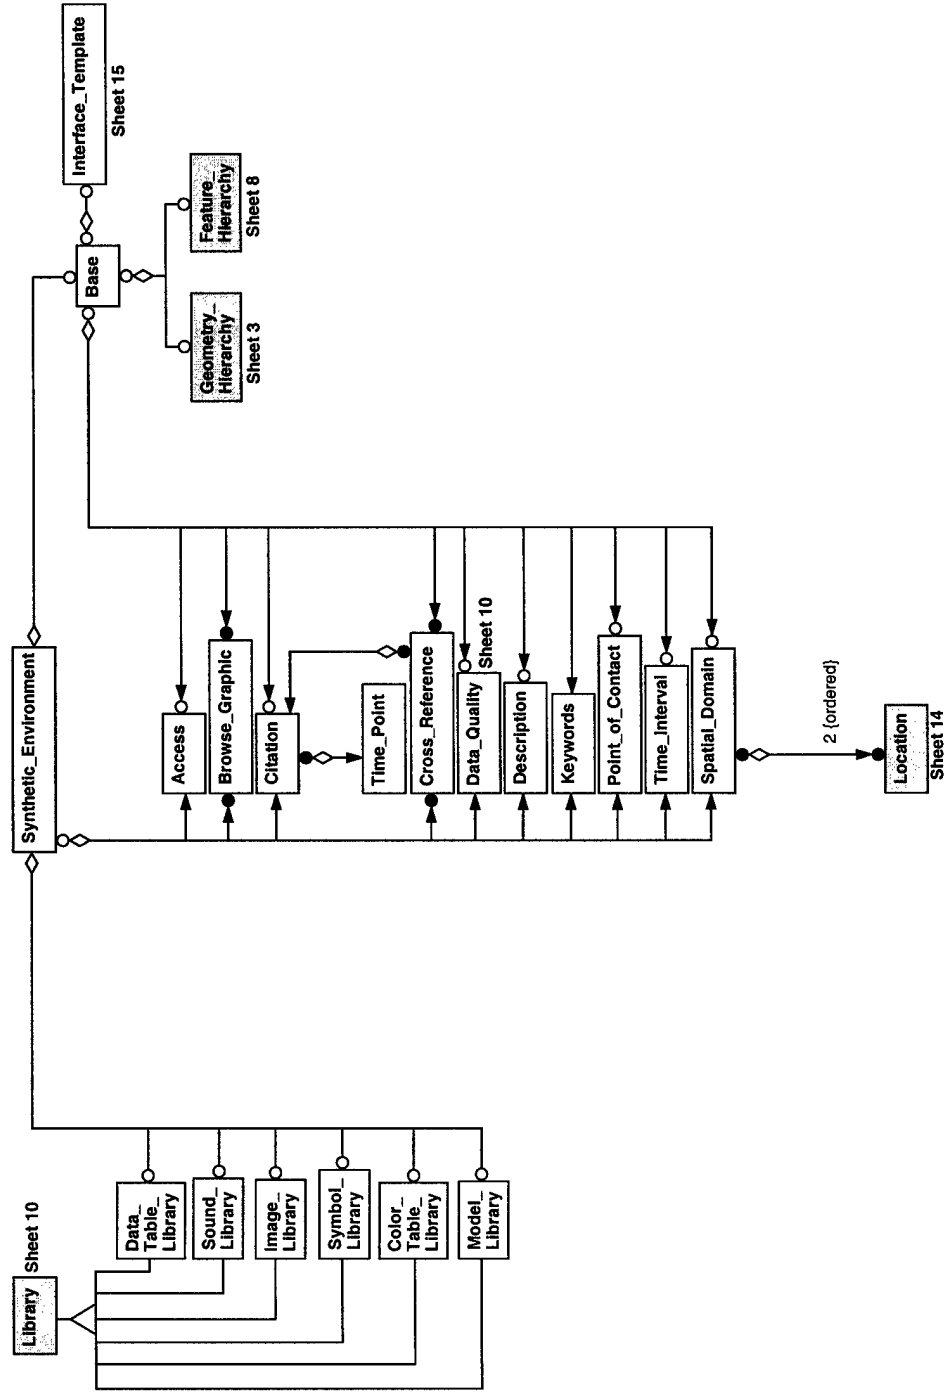 Library
Sheet 10
Data_
Table_
Library
Sound_
Library
Image_
Library
Symbol_
Library
Color_
Table_
Library
Model_
Library
Synthetic_Environment
Access
Browse_Graphic
Citation
Time_Point
Cross_Reference
Data_Quality
Sheet 10
Description
Keywords
Point_of_Contact
Time_Interval
Spatial_Domain
2 {ordered}
Location
Sheet 14
Base
Geometry_
Hierarchy
Sheet 3
Feature_
Hierarchy
Sheet 8
Interface_Template
Sheet 15